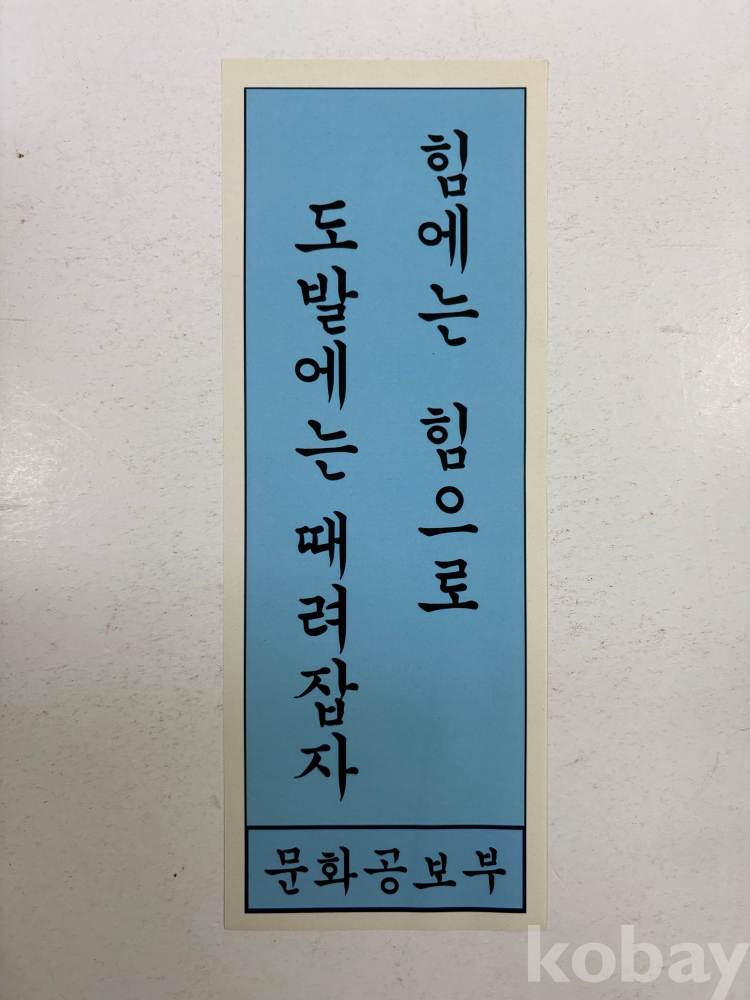 힘에는 힘으로
도발에는 때려잡자
문화공보부
kobay